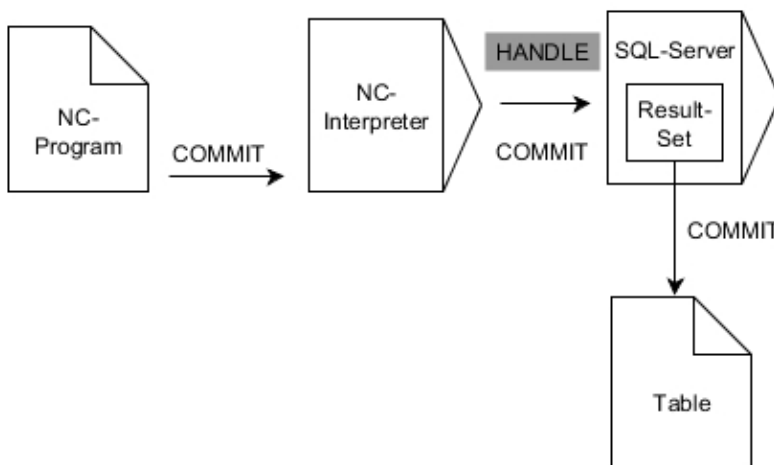 NC-
Program
COMMIT
NC-
Interpreter
HANDLE
COMMIT
SQL-Server
Result-
Set
COMMIT
Table